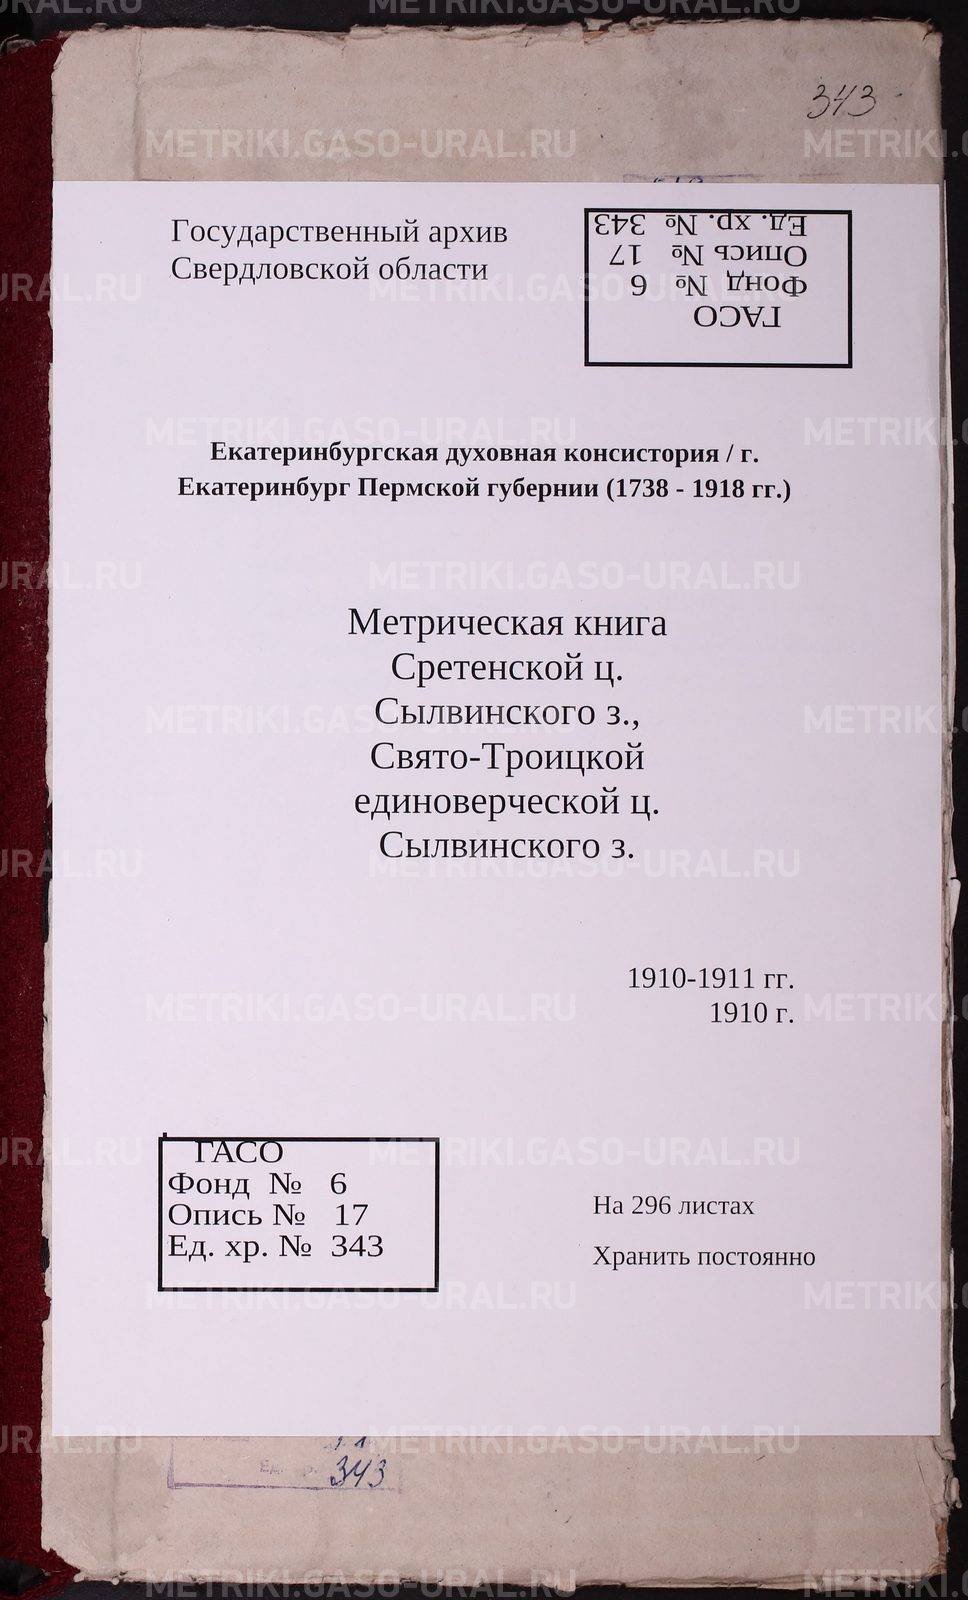 343
Государственный архив
Свердловской области
ГАСО
Фонд № 6
Опись № 17
Ед. хр. № 343
Екатеринбургская духовная консистория / г.
Екатеринбург Пермской губернии (1738 - 1918 гг.)
Метрическая книга
Сретенской ц.
Сылвинского з.,
Свято-Троицкой
единоверческой ц.
Сылвинского з.
1910-1911 гг.
1910 г.
ГАСО
Фонд № 6
Опись № 17
Ед. хр. № 343
На 296 листах
Хранить постоянно
343
METRIKI.GASO-URAL.RU